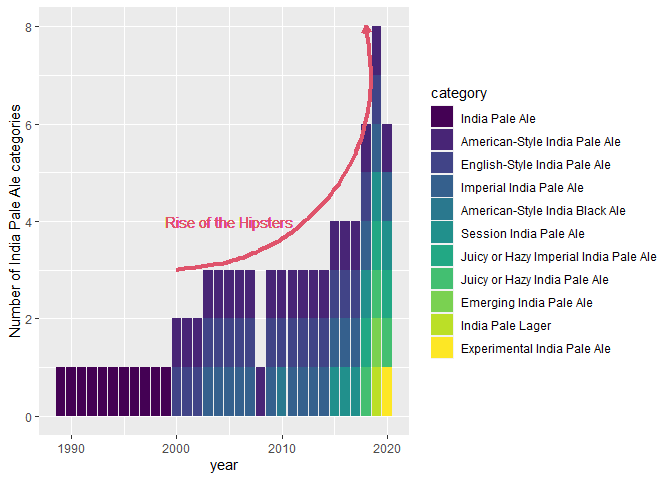 8
6
4
2
0
Number of India Pale Ale categories
Rise of the Hipsters
1990 2000 2010 2020
year
category
India Pale Ale
American-Style India Pale Ale
English-Style India Pale Ale
Imperial India Pale Ale
American-Style India Black Ale
Session India Pale Ale
Juicy or Hazy Imperial India Pale Ale
Juicy or Hazy India Pale Ale
Emerging India Pale Ale
India Pale Lager
Experimental India Pale Ale